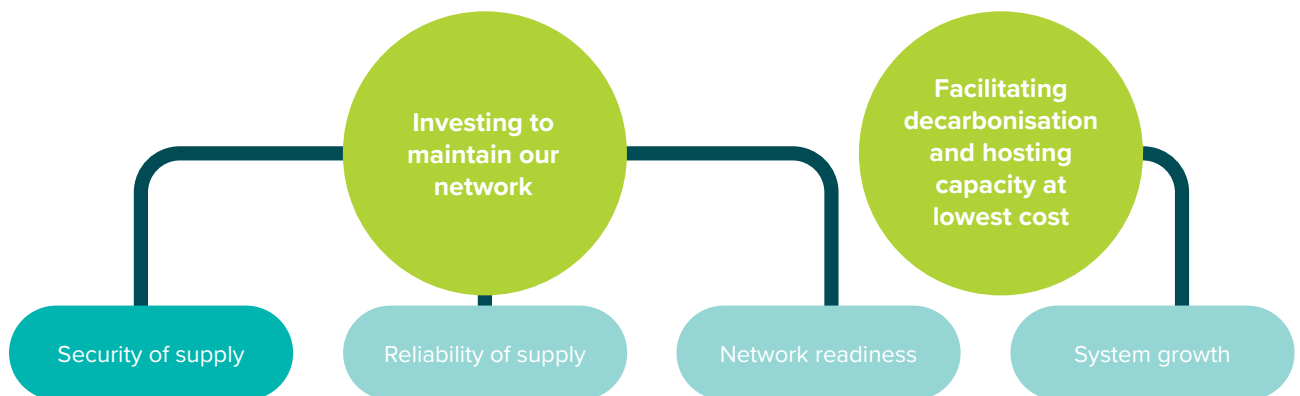 Investing to
maintain our
network
Facilitating
decarbonisation
and hosting
capacity at
lowest cost
Security of supply
Reliability of supply
Network readiness
System growth